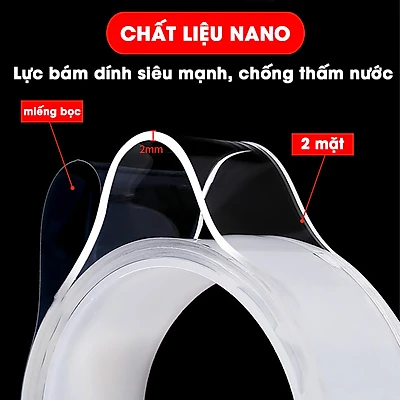 CHẤT LIỆU NANO
Lực bám dính siêu mạnh, chống thấm nước
miếng bọc
2mm
2 mặt